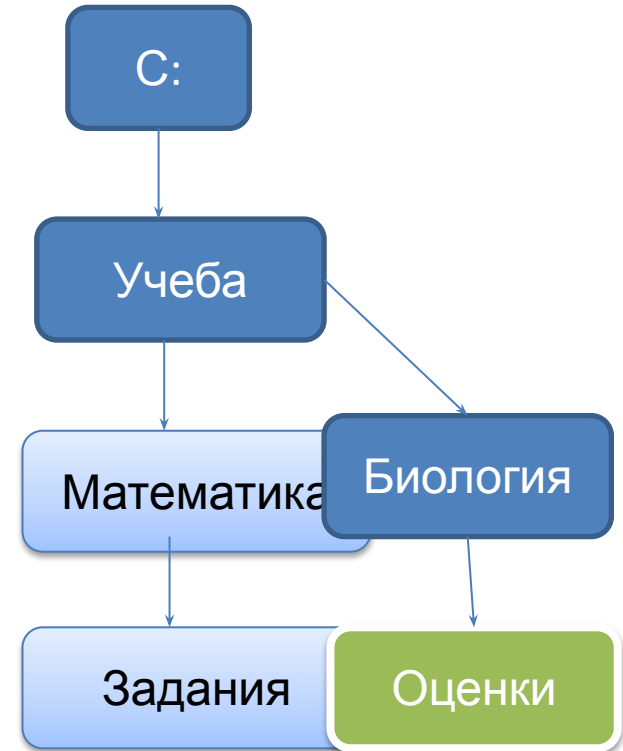 С:
Учеба
Математика
Биология
Задания
Оценки